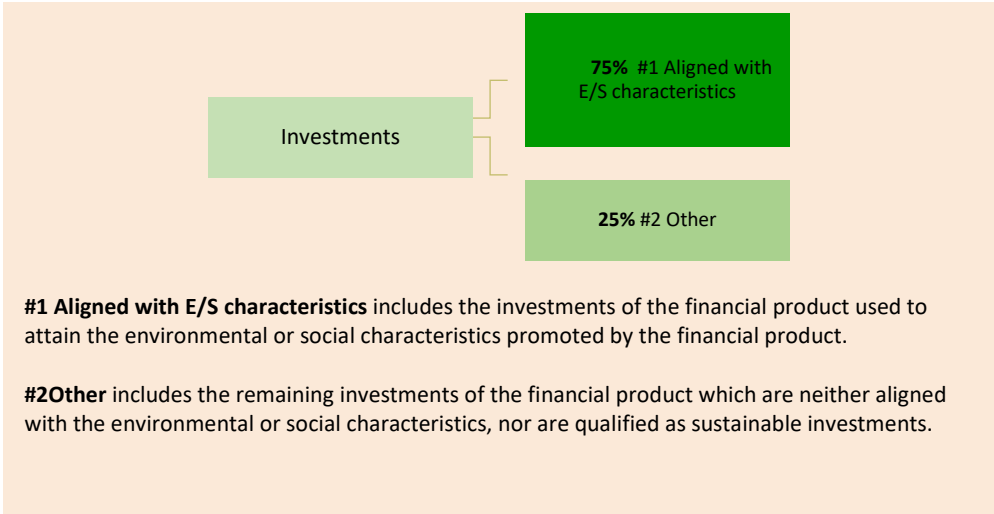 75% #1 Aligned with
E/S characteristics
Investments
25% #2 Other
#1 Aligned with E/S characteristics includes the investments of the financial product used to
attain the environmental or social characteristics promoted by the financial product.
#2Other includes the remaining investments of the financial product which are neither aligned
with the environmental or social characteristics, nor are qualified as sustainable investments.